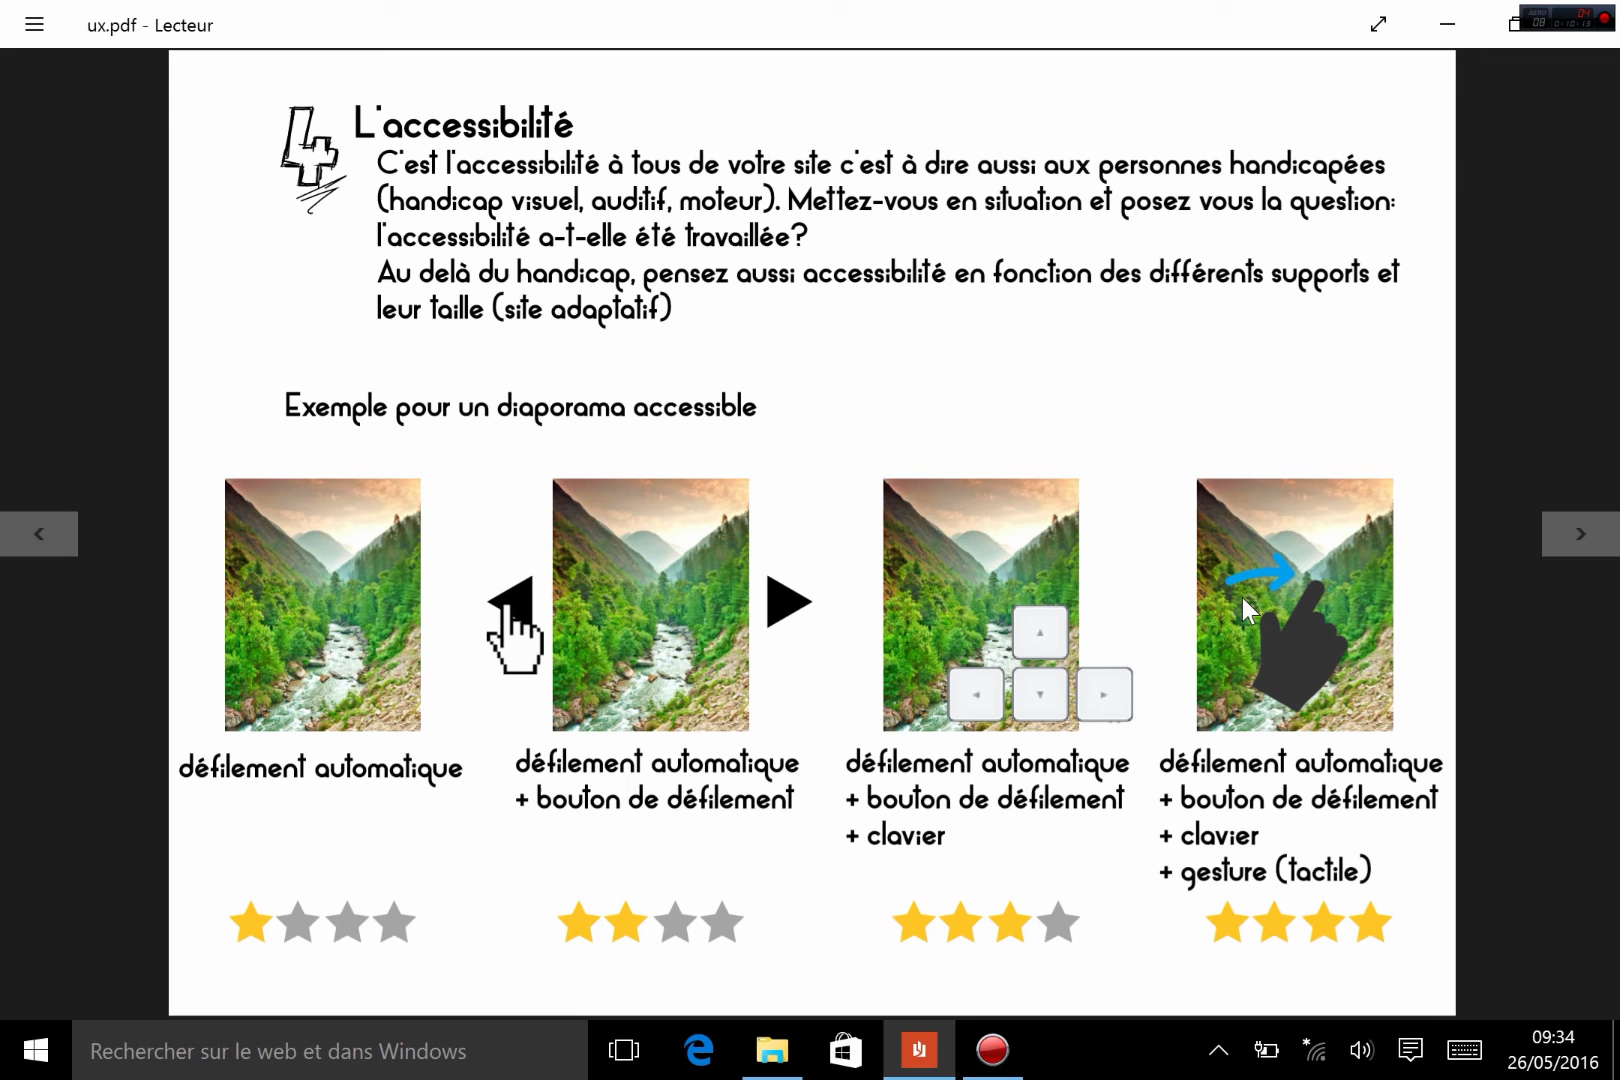 ux.pdf - Lecteur
4
L'accessibilité
C'est l'accessibilité à tous de votre site c'est à dire aussi aux personnes handicapées
(handicap visuel, auditif, moteur). Mettez-vous en situation et posez vous la question:
l'accessibilité a-t-elle été travaillée?
Au delà du handicap, pensez aussi accessibilité en fonction des différents supports et
leur taille (site adaptatif)
Exemple pour un diaporama accessible
défilement automatique
défilement automatique
+ bouton de défilement
défilement automatique
+ bouton de défilement
+ clavier
défilement automatique
+ bouton de défilement
+ clavier
+ gesture (tactile)
Rechercher sur le web et dans Windows
09:34
26/05/2016